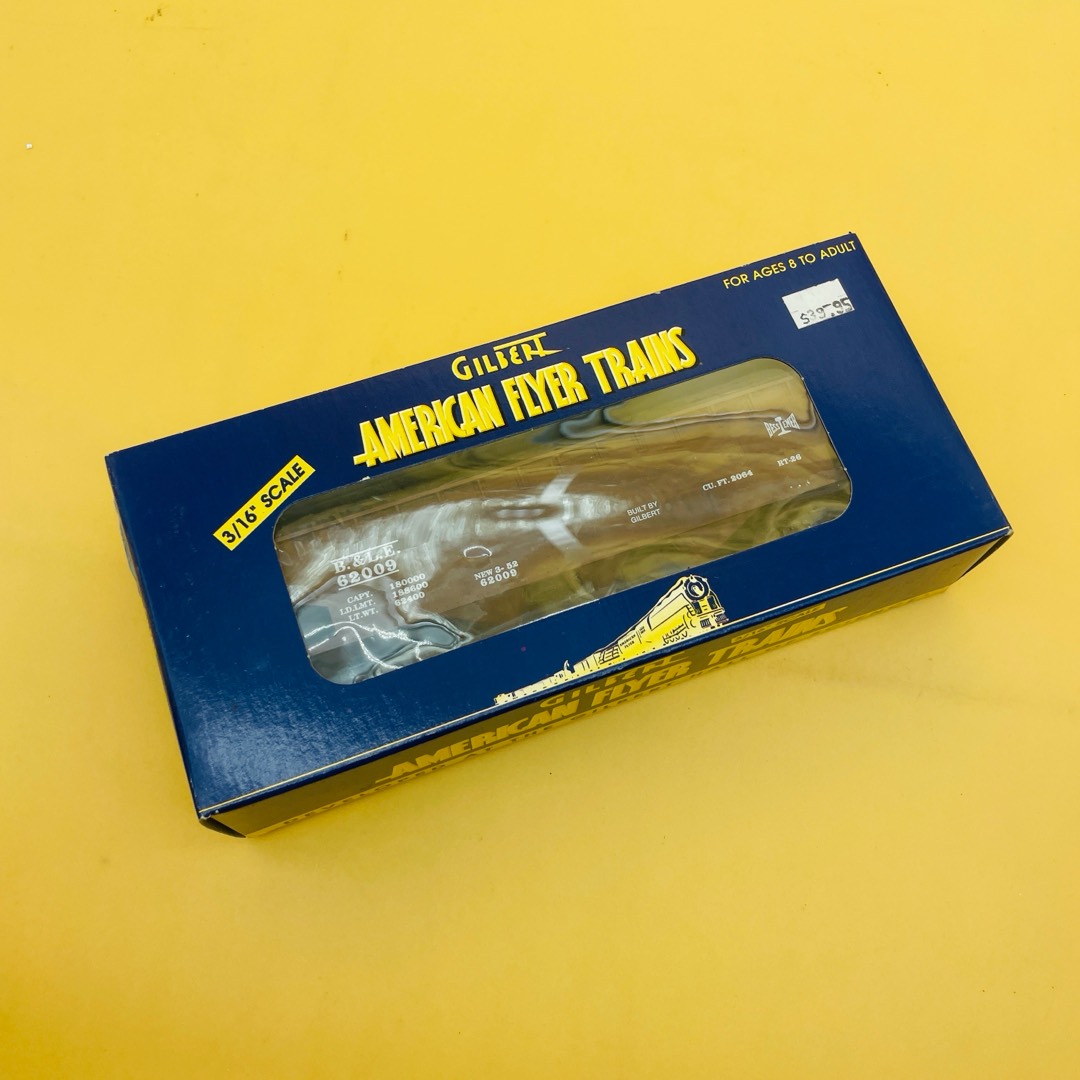 FOR AGES 8 TO ADULT
$39.95
GILBERT
AMERICAN FLYER TRAINS
3/16" SCALE
BESSEMER
CU. FT. 2064
RT-26
BUILT BY
GILBERT
B. & L.E.
62009
CAPY. 180000
LD.LMT. 188600
LT.WT. 62400
NEW 3-52
62009
GILBERT
AMERICAN FLYER TRAINS